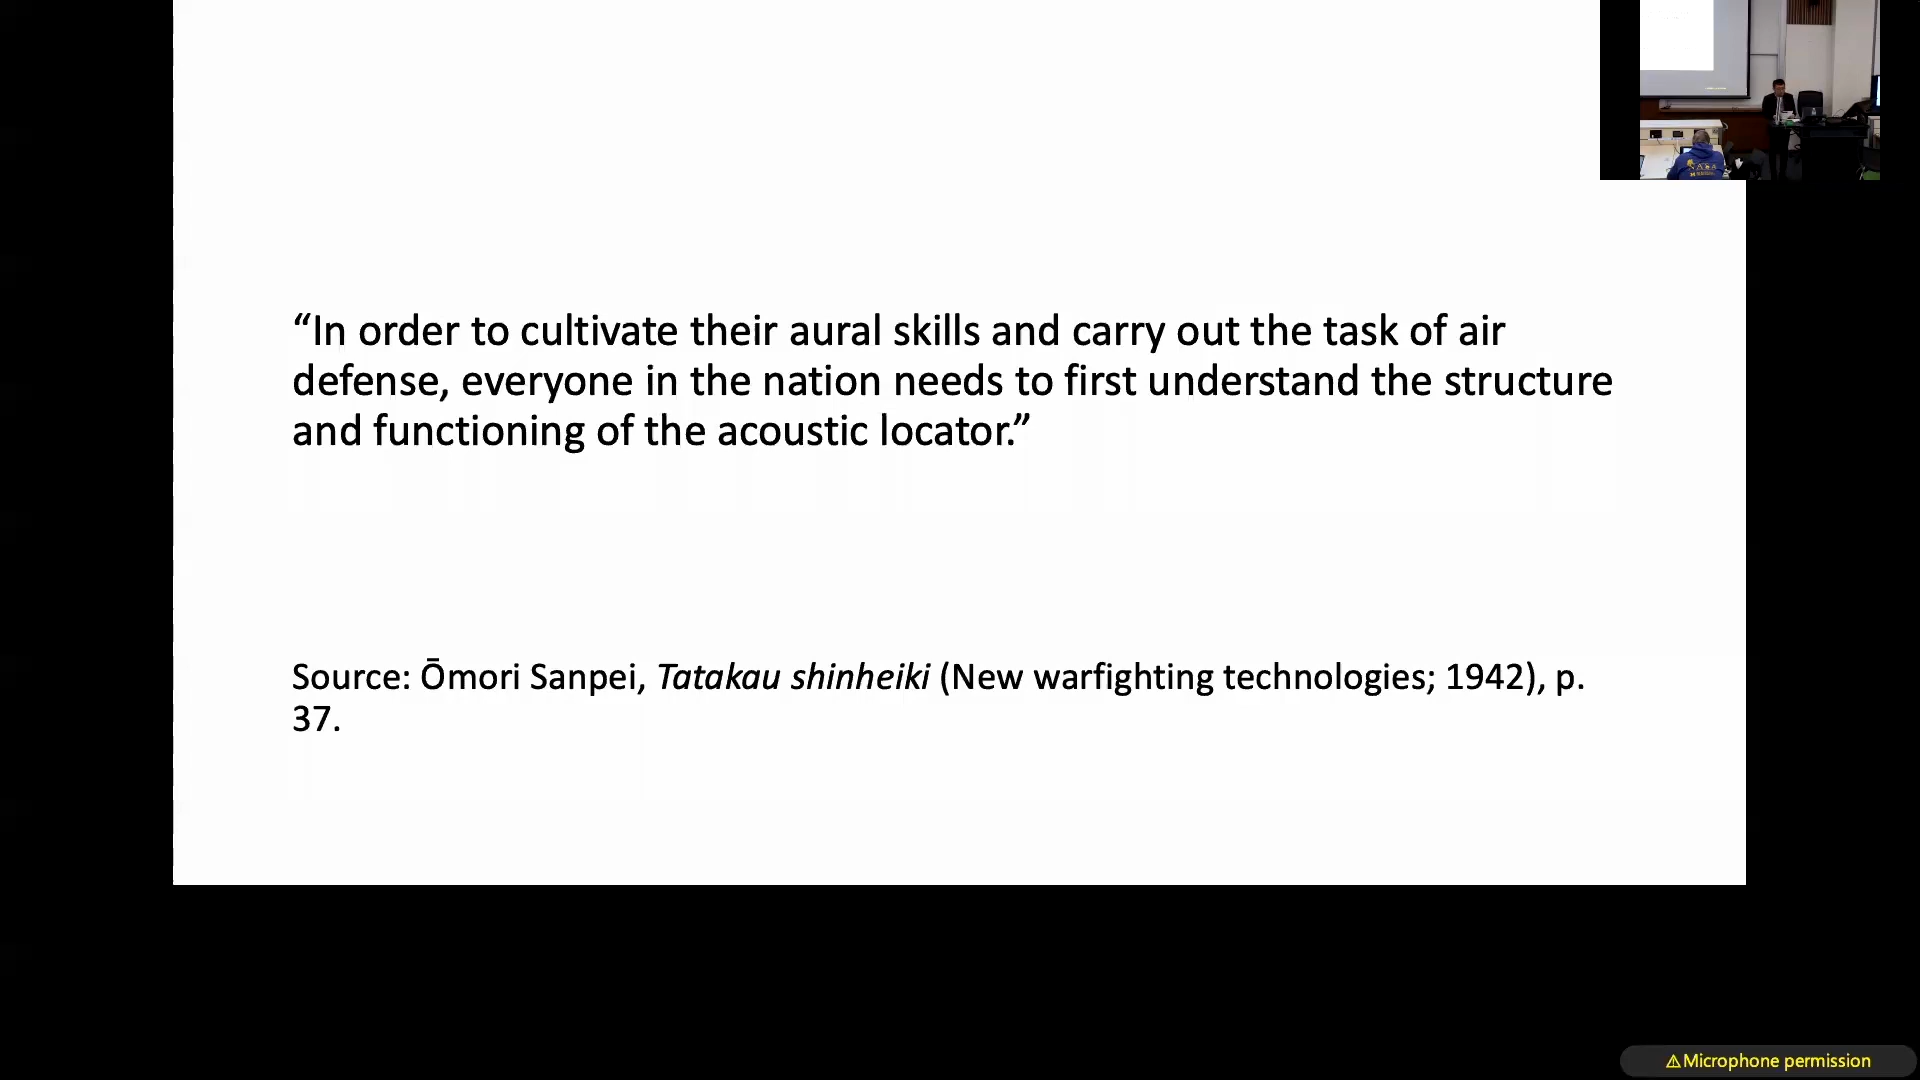 “In order to cultivate their aural skills and carry out the task of air
defense, everyone in the nation needs to first understand the structure
and functioning of the acoustic locator.”
Source: Ōmori Sanpei, Tatakau shinheiki (New warfighting technologies; 1942), p.
37.
⚠Microphone permission